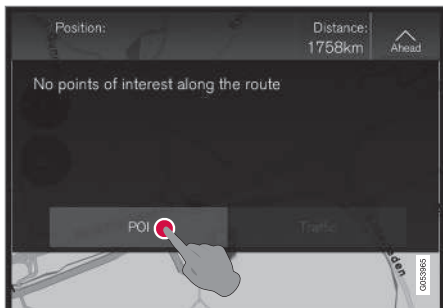 Position:
Distance:
1758km
Ahead
No points of interest along the route
POI
Traffic
G053965